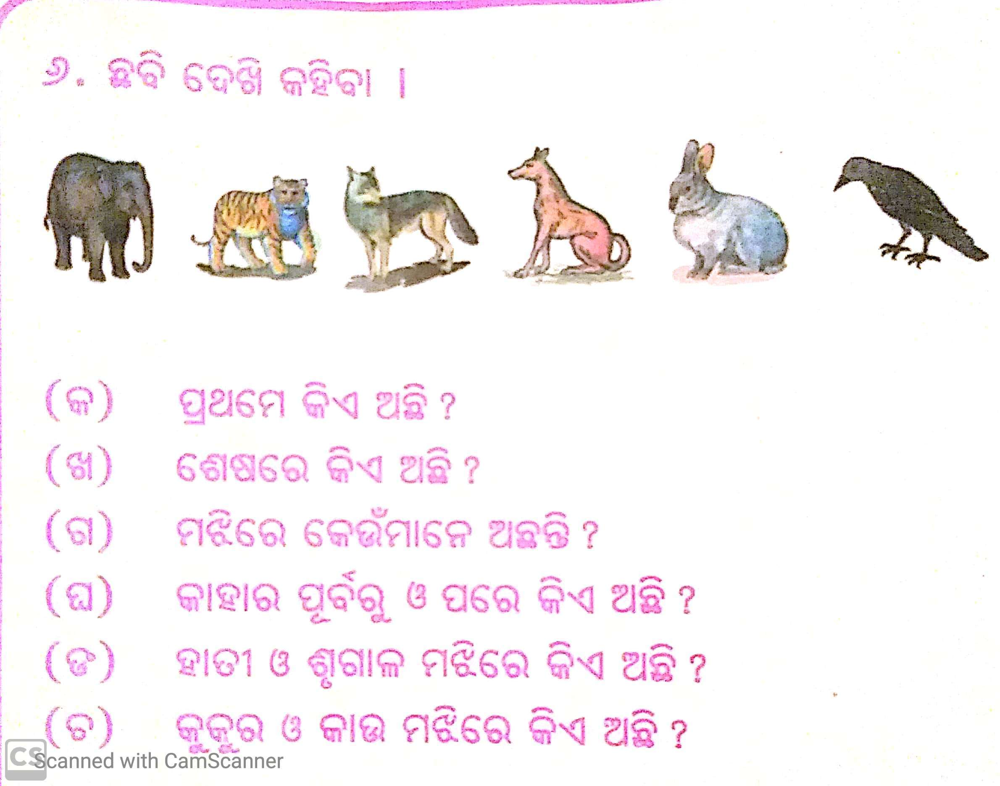 ୬. ଛବି ଦେଖି କହିବା ।
(କ) ପ୍ରଥମେ କିଏ ଅଛି ?
(ଖ) ଶେଷରେ କିଏ ଅଛି ?
(ଗ) ମଝିରେ କେଉଁମାନେ ଅଛନ୍ତି ?
(ଘ) କାହାର ପୂର୍ବରୁ ଓ ପରେ କିଏ ଅଛି ?
(ଙ) ହାତୀ ଓ ଶୃଗାଳ ମଝିରେ କିଏ ଅଛି ?
(ଚ) କୁକୁର ଓ କାଉ ମଝିରେ କିଏ ଅଛି ?
CS Scanned with CamScanner